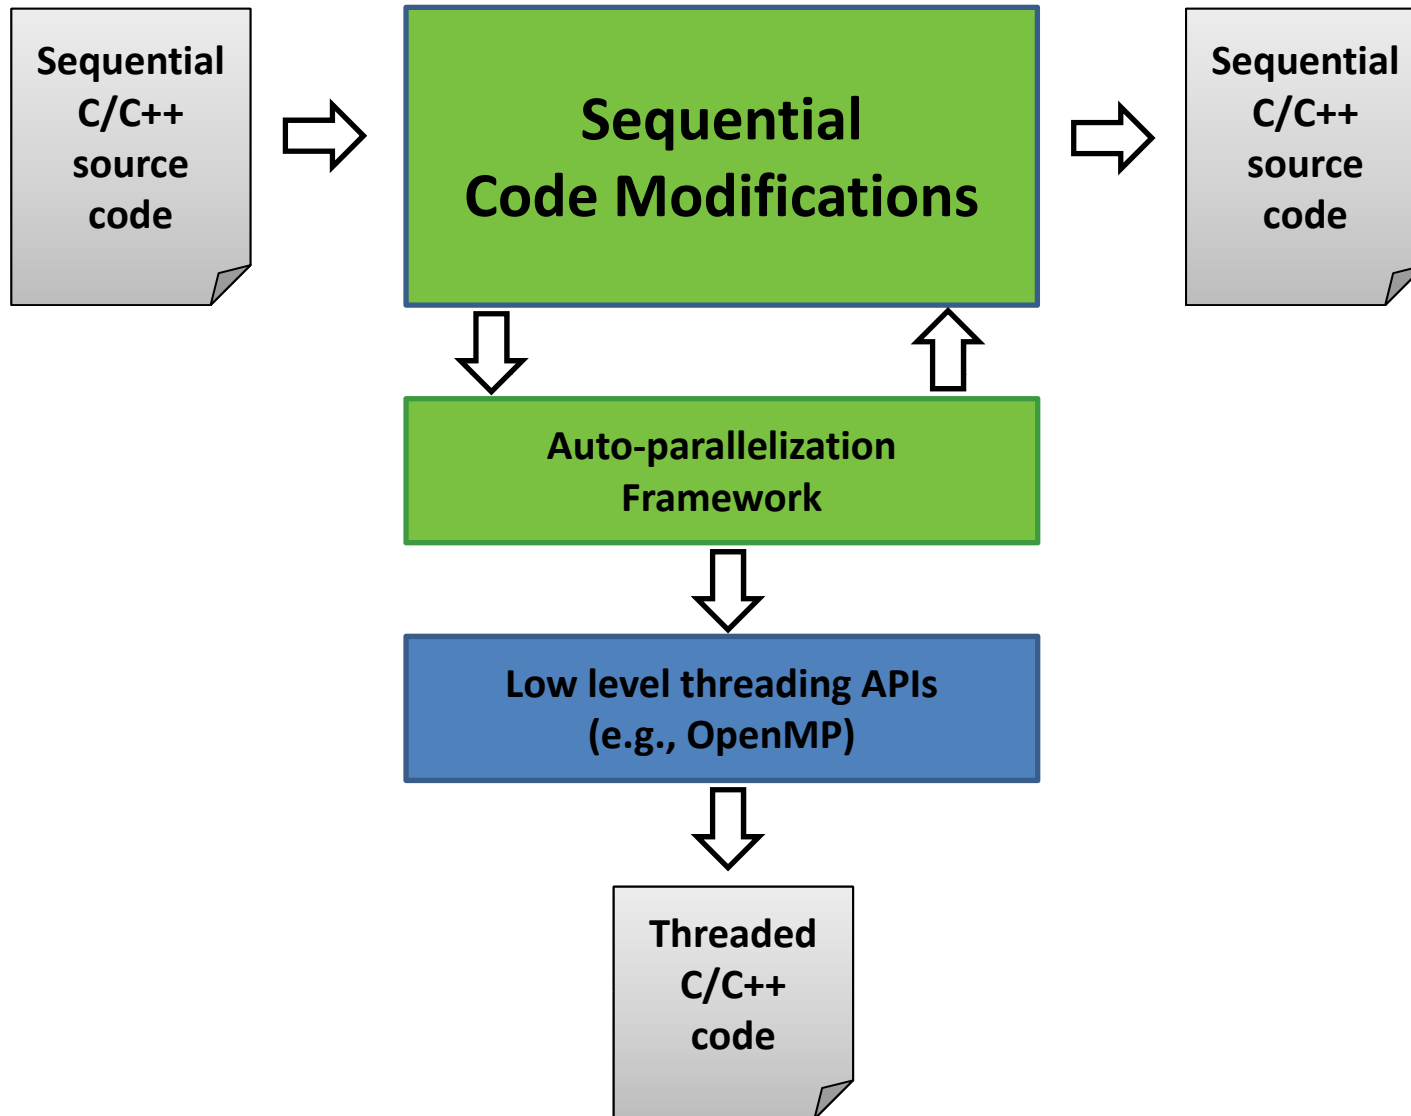 Sequential
C/C++
source
code
Sequential
Code Modifications
Sequential
C/C++
source
code
Auto-parallelization
Framework
Low level threading APIs
(e.g., OpenMP)
Threaded
C/C++
code